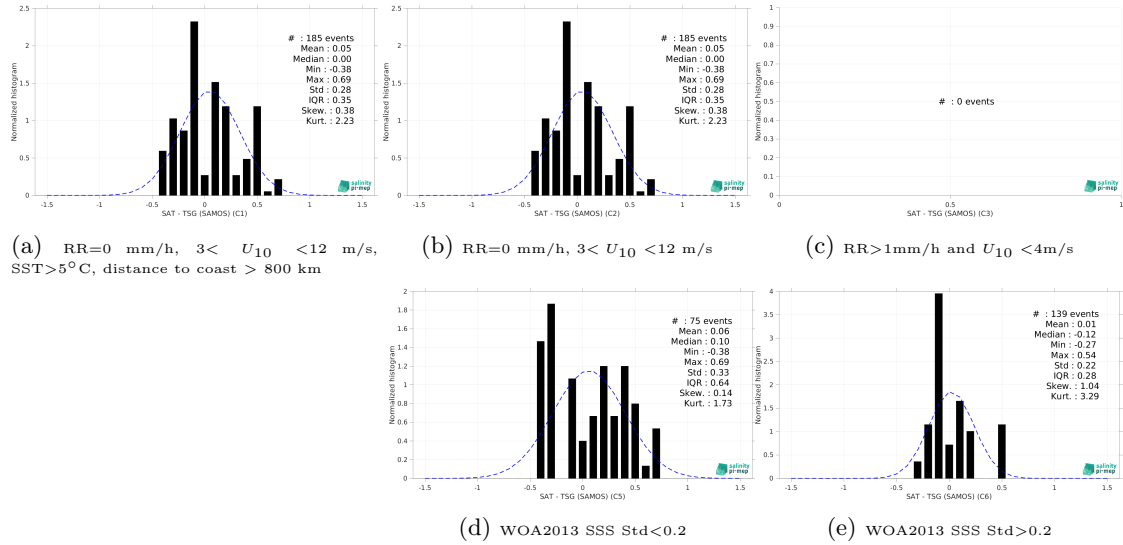 2.5
2
1.5
1
0.5
0
Normalized histogram
# : 185 events
Mean : 0.05
Median : 0.00
Min : -0.38
Max : 0.69
Std : 0.28
IQR : 0.35
Skew. : 0.38
Kurt. : 2.23
salinity
pi-mep
-1.5 -1 -0.5 0 0.5 1 1.5
SAT - TSG (SAMOS) (C1)
(a) RR=0 mm/h, 3< U10 <12 m/s,
SST>5°C, distance to coast > 800 km
2.5
2
1.5
1
0.5
0
Normalized histogram
# : 185 events
Mean : 0.05
Median : 0.00
Min : -0.38
Max : 0.69
Std : 0.28
IQR : 0.35
Skew. : 0.38
Kurt. : 2.23
salinity
pi-mep
-1.5 -1 -0.5 0 0.5 1 1.5
SAT - TSG (SAMOS) (C2)
(b) RR=0 mm/h, 3< U10 <12 m/s
1
0.9
0.8
0.7
0.6
0.5
0.4
0.3
0.2
0.1
0
Normalized histogram
# : 0 events
salinity
pi-mep
0 0.5 1
SAT - TSG (SAMOS) (C3)
(c) RR>1mm/h and U10 <4m/s
2
1.8
1.6
1.4
1.2
1
0.8
0.6
0.4
0.2
0
Normalized histogram
# : 75 events
Mean : 0.06
Median : 0.10
Min : -0.38
Max : 0.69
Std : 0.33
IQR : 0.64
Skew. : 0.14
Kurt. : 1.73
salinity
pi-mep
-1.5 -1 -0.5 0 0.5 1 1.5
SAT - TSG (SAMOS) (C5)
(d) WOA2013 SSS Std<0.2
4
3.5
3
2.5
2
1.5
1
0.5
0
Normalized histogram
# : 139 events
Mean : 0.01
Median : -0.12
Min : -0.27
Max : 0.54
Std : 0.22
IQR : 0.28
Skew. : 1.04
Kurt. : 3.29
salinity
pi-mep
-1.5 -1 -0.5 0 0.5 1 1.5
SAT - TSG (SAMOS) (C6)
(e) WOA2013 SSS Std>0.2